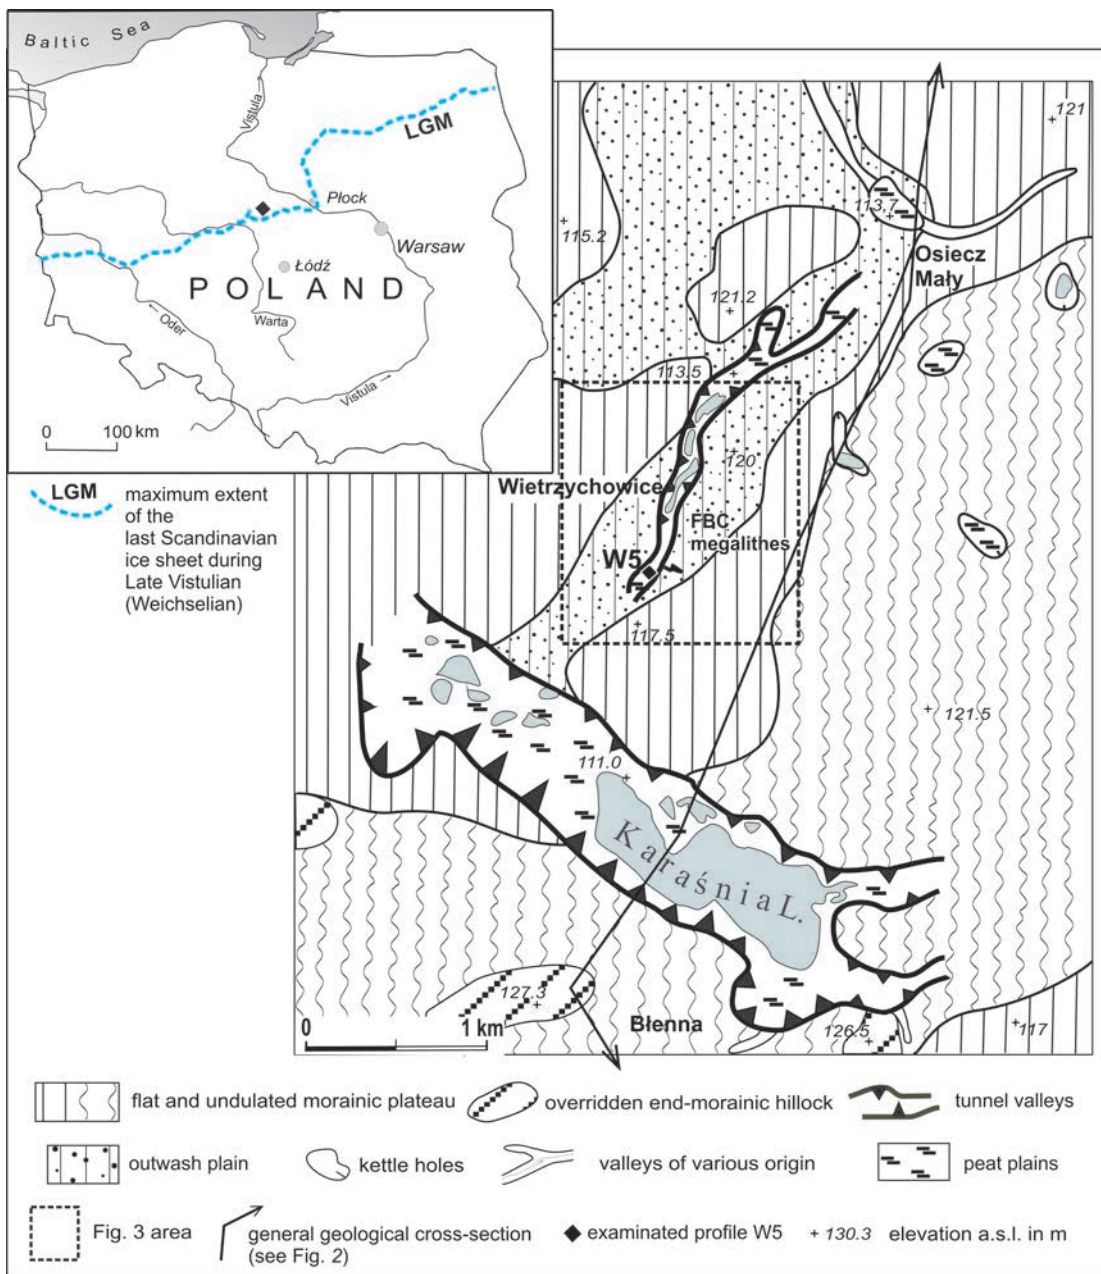 Baltic Sea
Vistula
LGM
Płock
Warsaw
Łódź
POLAND
Oder
Warta
Vistula
0 100 km
LGM
maximum extent
of the
last Scandinavian
ice sheet during
Late Vistulian
(Weichselian)
121
113.7
115.2
Osiecz
Mały
121.2
113.5
120
Wietrzychowice
FBC
megalithes
W5
117.5
121.5
111.0
Karaśnia L.
127.3
0 1 km
Błenna
126.5
117
flat and undulated morainic plateau
overridden end-morainic hillock
tunnel valleys
outwash plain
kettle holes
valleys of various origin
peat plains
Fig. 3 area
general geological cross-section
(see Fig. 2)
examinated profile W5
+ 130.3 elevation a.s.l. in m